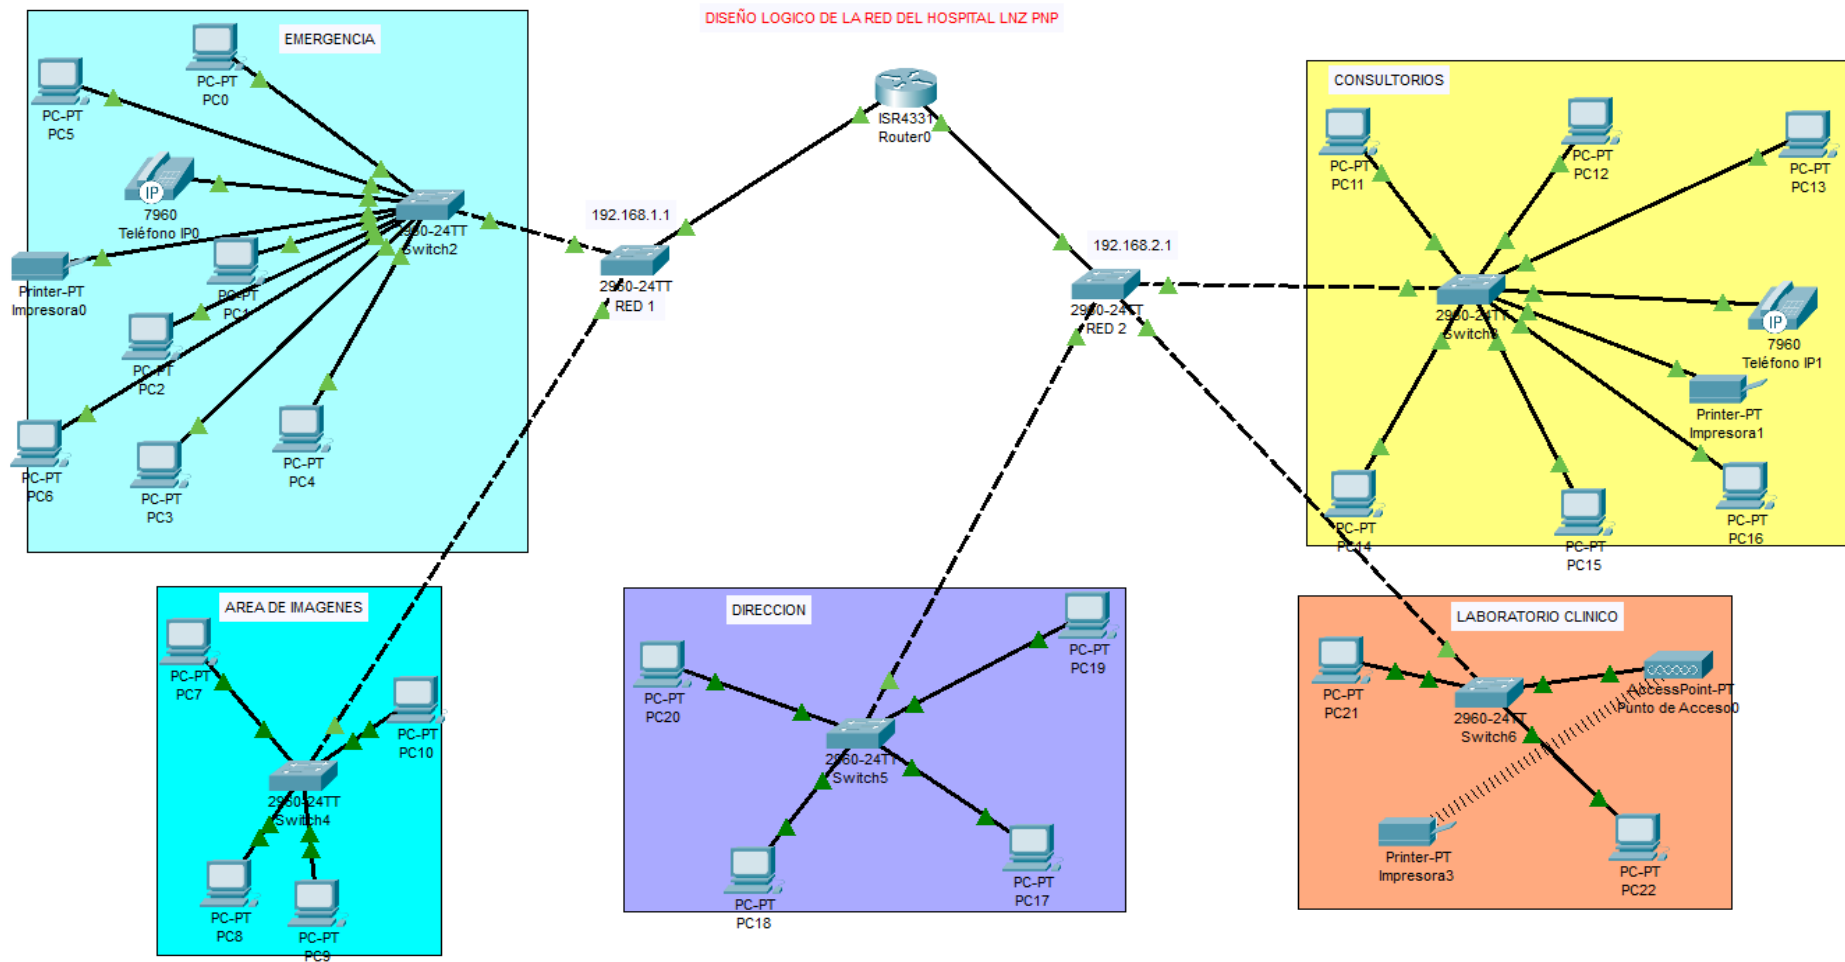 DISEÑO LOGICO DE LA RED DEL HOSPITAL LNZ PNP
EMERGENCIA
PC-PT
PC0
PC-PT
PC5
IP
7960
Teléfono IP0
2960-24TT
Switch2
Printer-PT
Impresora0
PC-PT
PC1
PC-PT
PC2
PC-PT
PC6
PC-PT
PC3
PC-PT
PC4
ISR4331
Router0
192.168.1.1
2960-24TT
RED 1
192.168.2.1
2960-24TT
RED 2
CONSULTORIOS
PC-PT
PC11
PC-PT
PC12
PC-PT
PC13
2960-24TT
Switch3
IP
7960
Teléfono IP1
Printer-PT
Impresora1
PC-PT
PC14
PC-PT
PC15
PC-PT
PC16
AREA DE IMAGENES
PC-PT
PC7
PC-PT
PC10
2960-24TT
Switch4
PC-PT
PC8
PC-PT
PC9
DIRECCION
PC-PT
PC19
PC-PT
PC20
2960-24TT
Switch5
PC-PT
PC18
PC-PT
PC17
LABORATORIO CLINICO
PC-PT
PC21
AccessPoint-PT
Punto de Acceso0
2960-24TT
Switch6
Printer-PT
Impresora3
PC-PT
PC22